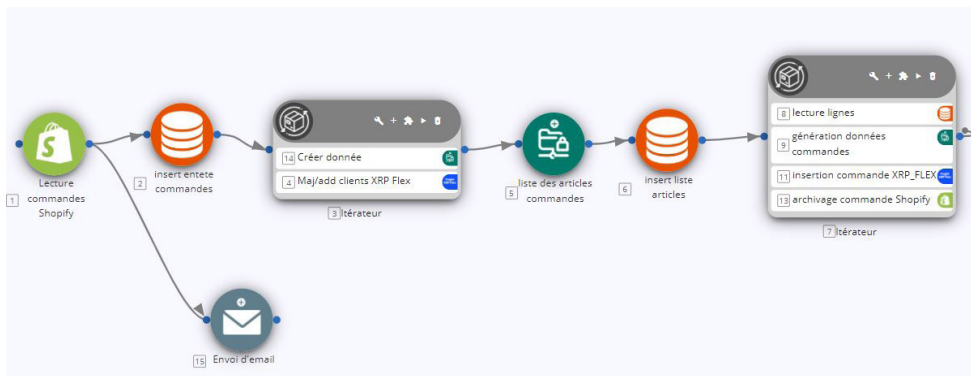 1
Lecture
commandes
Shopify
2
insert entete
commandes
14 Créer donnée
4 Maj/add clients XRP Flex
3 Itérateur
5
liste des articles
commandes
6
insert liste
articles
8 lecture lignes
9 génération données
commandes
11 insertion commande XRP_FLEX
13 archivage commande Shopify
7 Itérateur
15
Envoi d'email